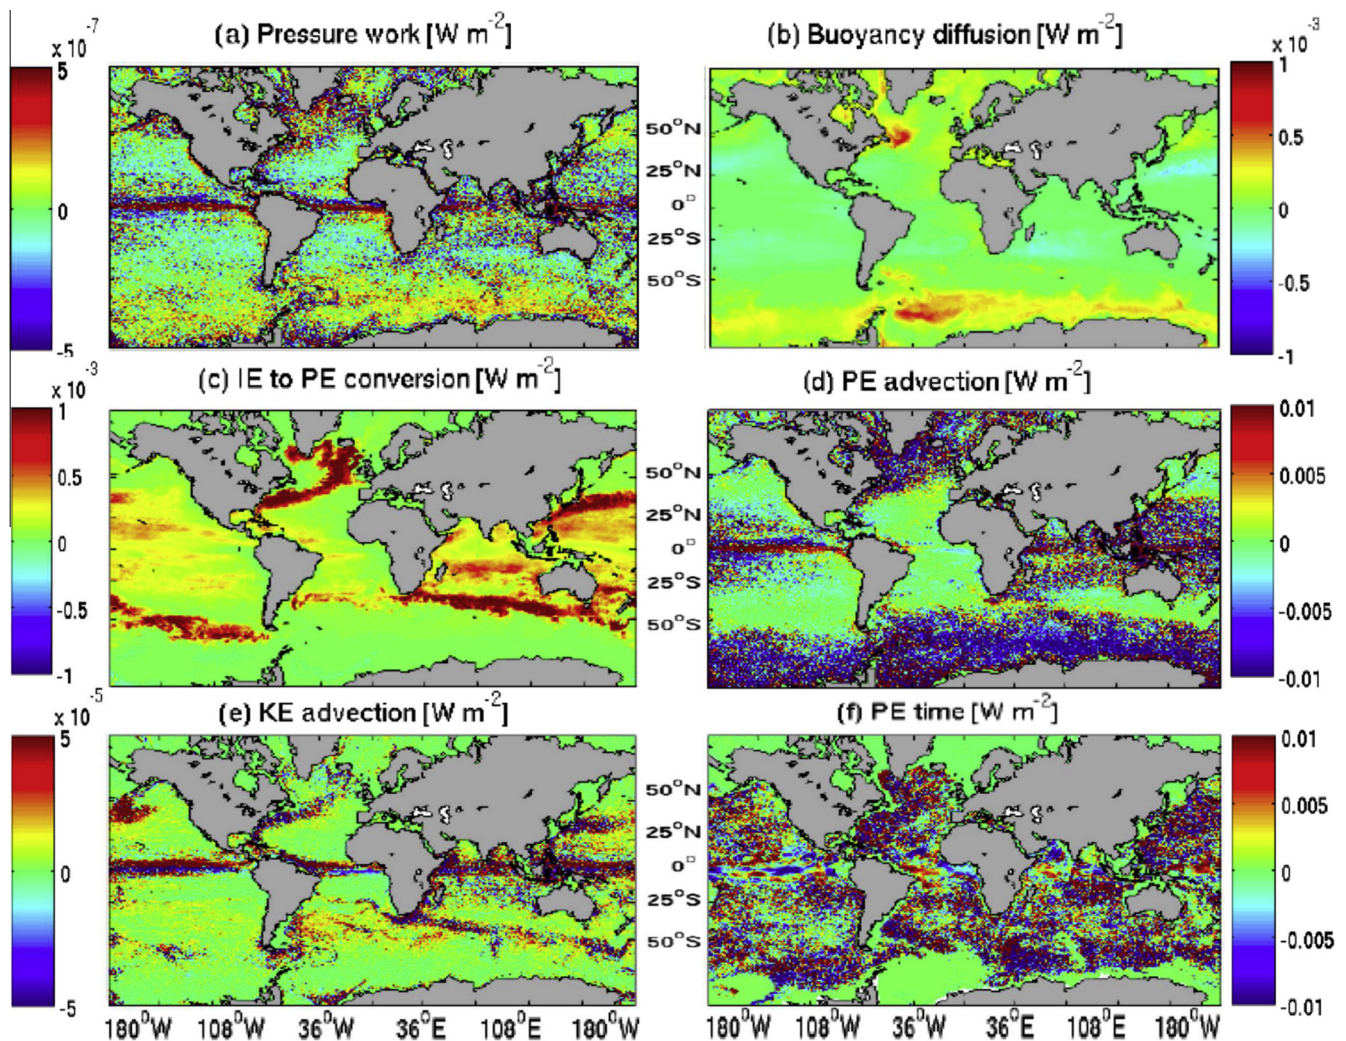 x 10^-7
(a) Pressure work [W m^-2]
(b) Buoyancy diffusion [W m^-2]
x 10^-3
5
0
-5
50°N
25°N
0°
25°S
50°S
1
0.5
0
-0.5
-1
x 10^-3
(c) IE to PE conversion [W m^-2]
(d) PE advection [W m^-2]
1
0.5
0
-0.5
-1
50°N
25°N
0°
25°S
50°S
0.01
0.005
0
-0.005
-0.01
x 10^-5
(e) KE advection [W m^-2]
(f) PE time [W m^-2]
5
0
-5
50°N
25°N
0°
25°S
50°S
0.01
0.005
0
-0.005
-0.01
180°W 108°W 36°W 36°E 108°E 180°W
180°W 108°W 36°W 36°E 108°E 180°W